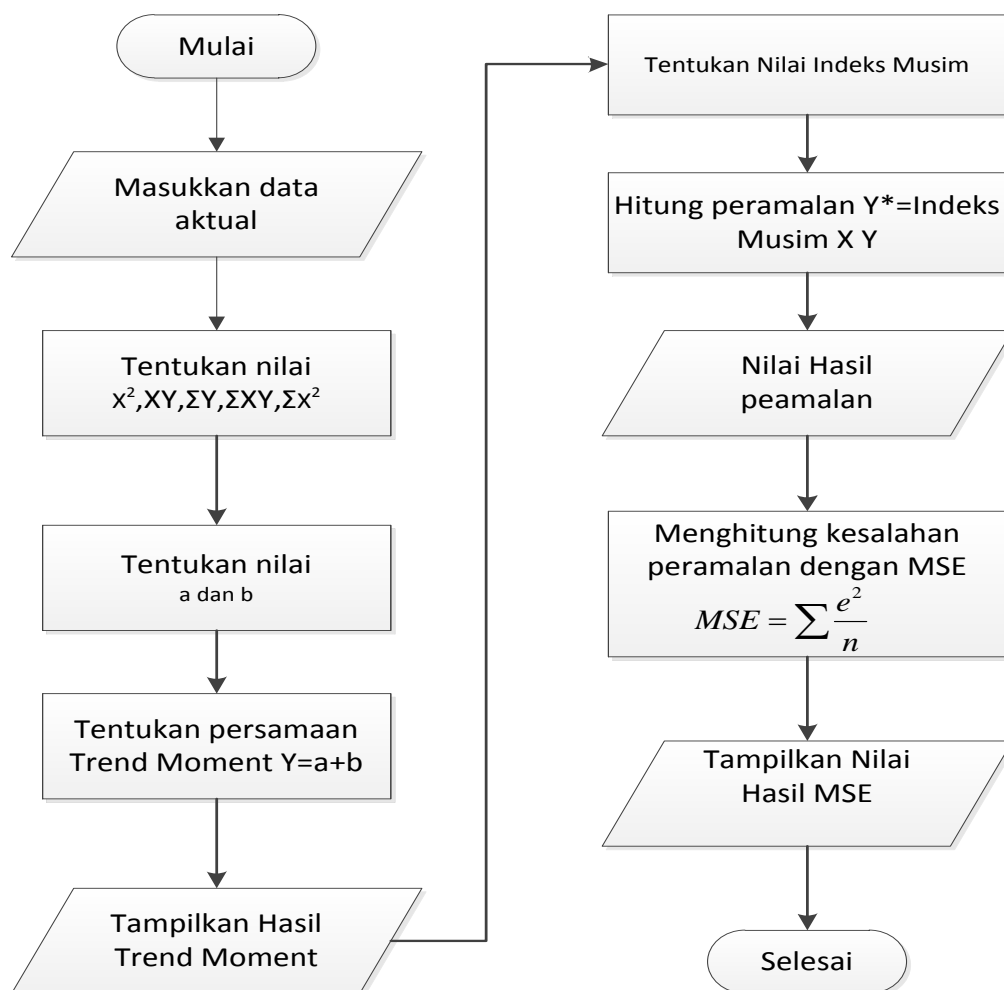 Mulai
Masukkan data
aktual
Tentukan nilai
x²,XY,ΣY,ΣXY,Σx²
Tentukan nilai
a dan b
Tentukan persamaan
Trend Moment Y=a+b
Tampilkan Hasil
Trend Moment
Tentukan Nilai Indeks Musim
Hitung peramalan Y*=Indeks
Musim X Y
Nilai Hasil
peamalan
Menghitung kesalahan
peramalan dengan MSE
MSE = ∑ e²/n
Tampilkan Nilai
Hasil MSE
Selesai